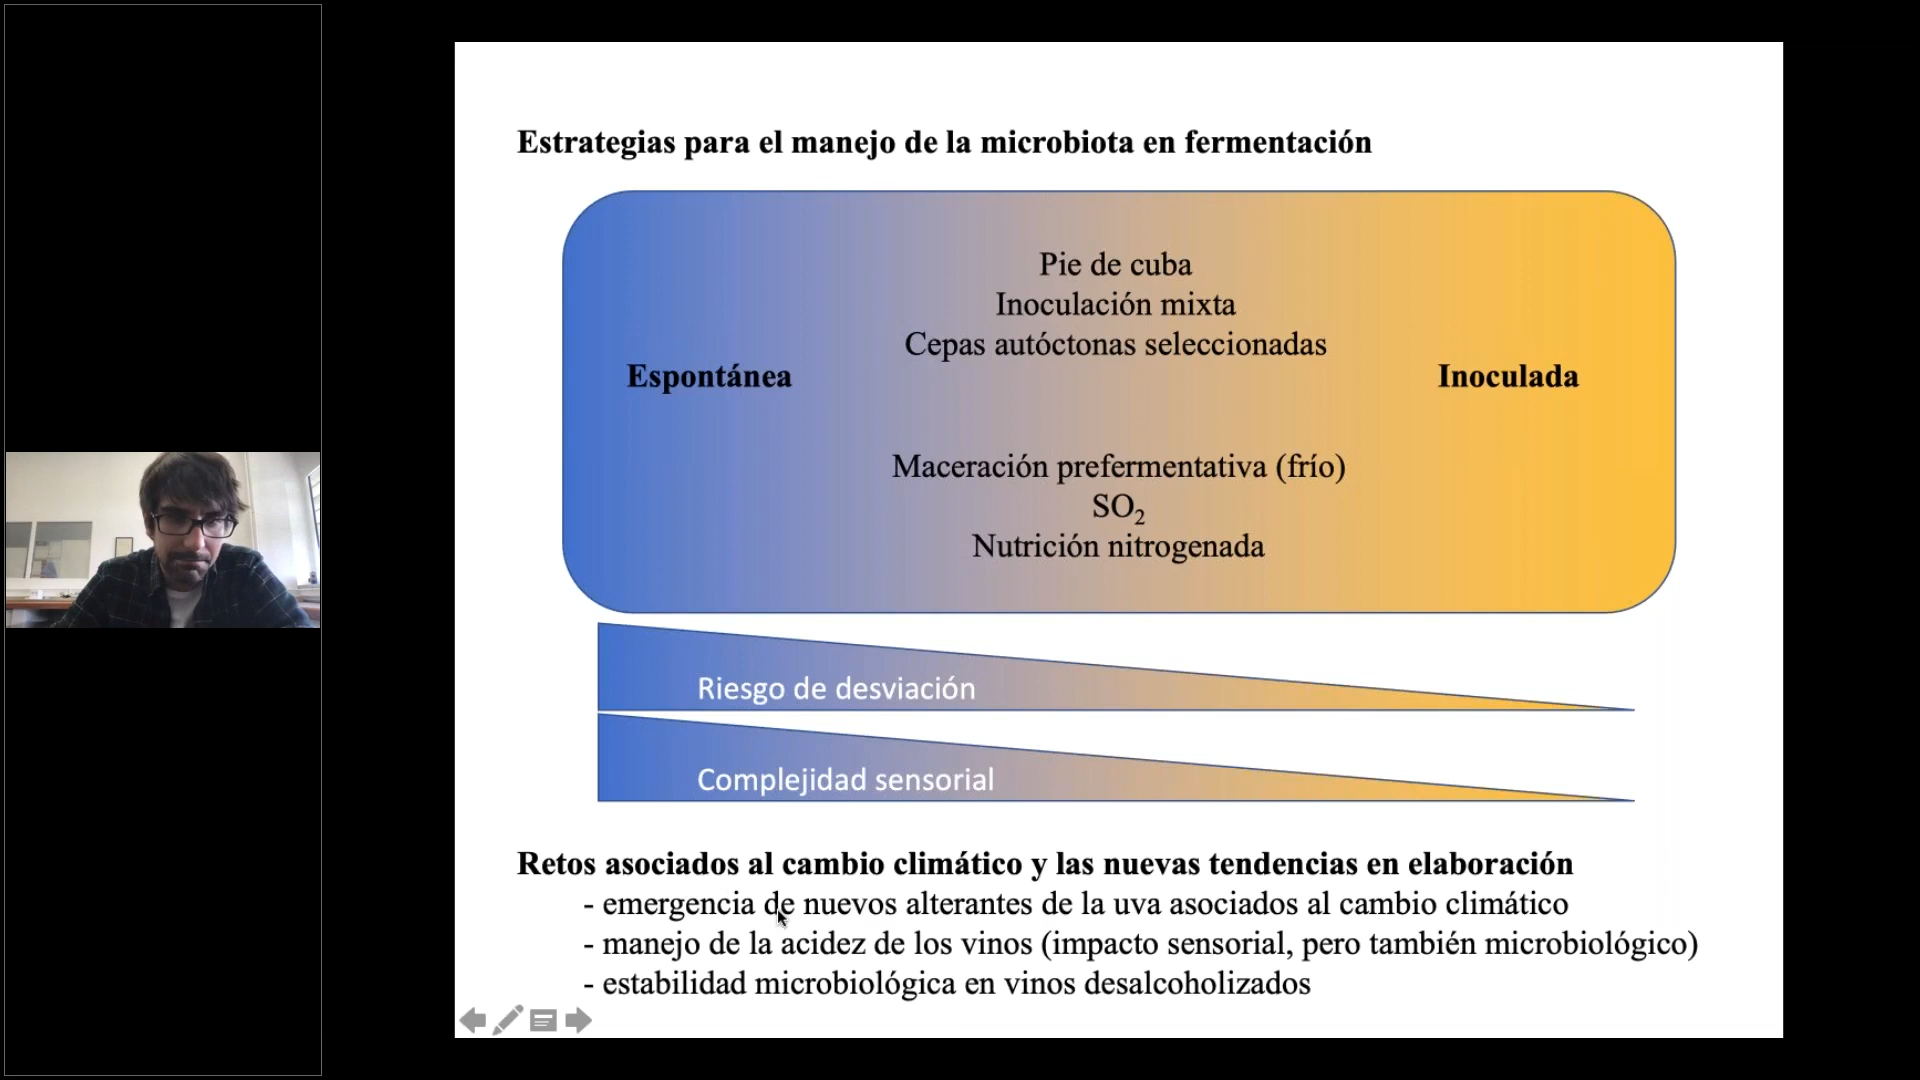 Estrategias para el manejo de la microbiota en fermentación
Pie de cuba
Inoculación mixta
Cepas autóctonas seleccionadas
Espontánea
Inoculada
Maceración prefermentativa (frío)
SO₂
Nutrición nitrogenada
Riesgo de desviación
Complejidad sensorial
Retos asociados al cambio climático y las nuevas tendencias en elaboración
- emergencia de nuevos alterantes de la uva asociados al cambio climático
- manejo de la acidez de los vinos (impacto sensorial, pero también microbiológico)
- estabilidad microbiológica en vinos desalcoholizados